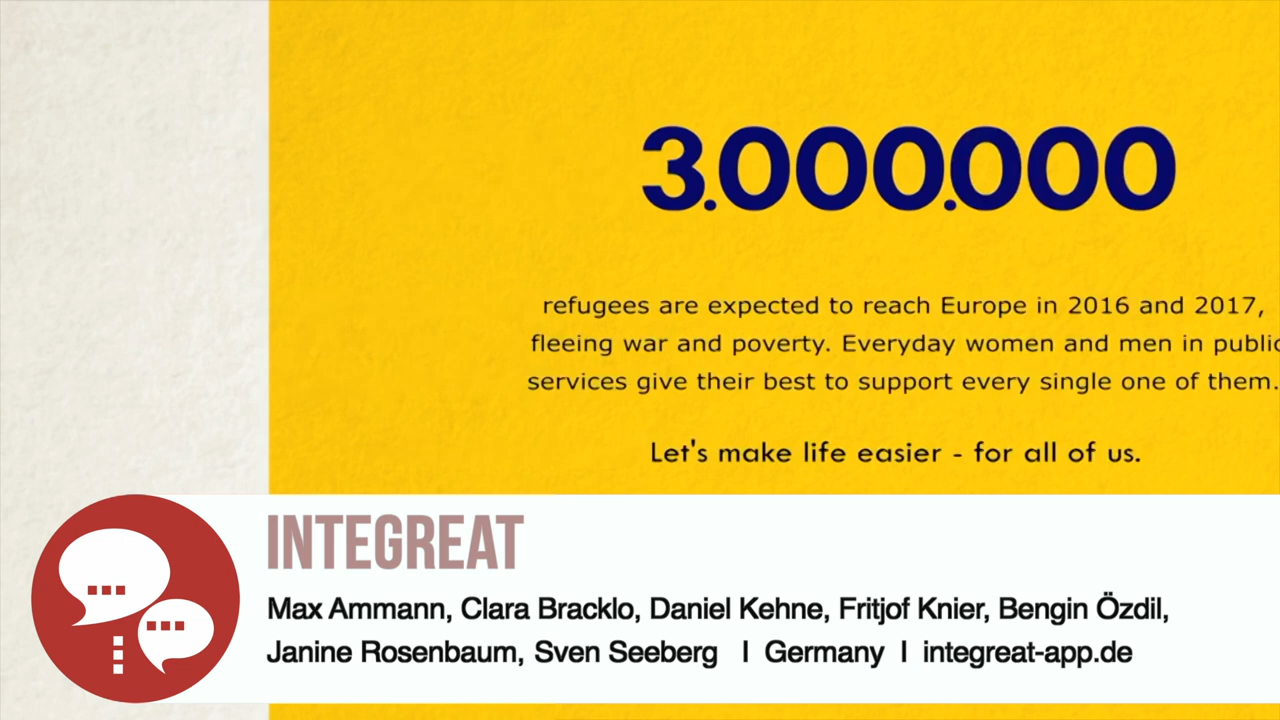 3.000.000
refugees are expected to reach Europe in 2016 and 2017,
fleeing war and poverty. Everyday women and men in public
services give their best to support every single one of them.
Let's make life easier - for all of us.
INTEGREAT
Max Ammann, Clara Bracklo, Daniel Kehne, Fritjof Knier, Bengin Özdil,
Janine Rosenbaum, Sven Seeberg I Germany I integreat-app.de